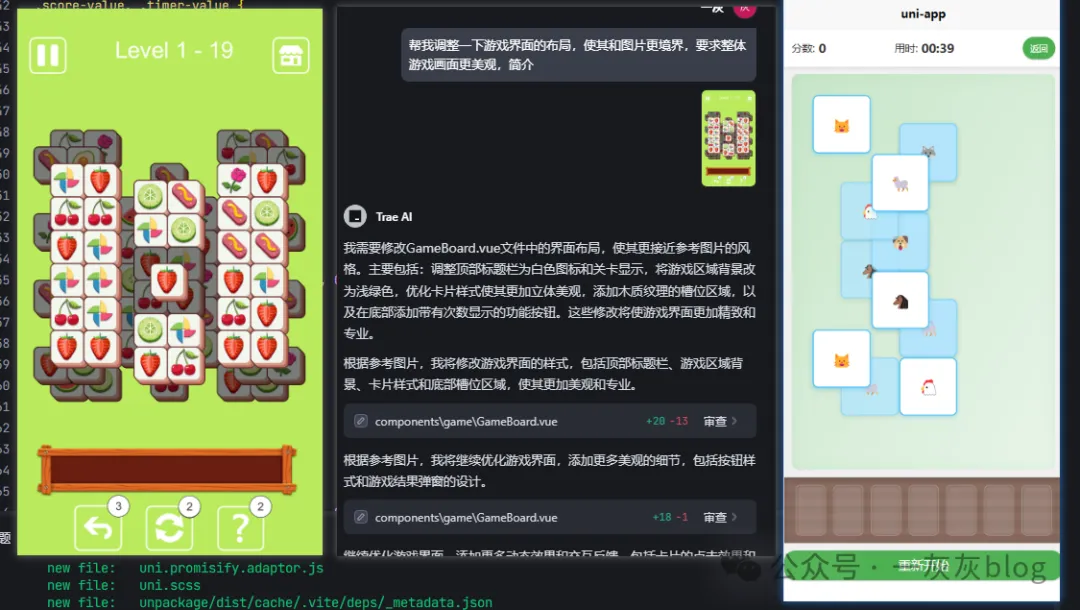 .score-value, .timer-value {
Level 1 - 19
3
2
2
?
new file: uni.promisify.adaptor.js
new file: uni.scss
new file: unpackage/dist/cache/.vite/deps/_metadata.json
帮我调整一下游戏界面的布局，使其和图片更境界，要求整体
游戏画面更美观，简介
Trae AI
我需要修改GameBoard.vue文件中的界面布局，使其更接近参考图片的风
格。主要包括：调整顶部标题栏为白色图标和关卡显示，将游戏区域背景改
为浅绿色，优化卡片样式使其更加立体美观，添加木质纹理的槽位区域，以
及在底部添加带有次数显示的功能按钮。这些修改将使游戏界面更加精致和
专业。
根据参考图片，我将修改游戏界面的样式，包括顶部标题栏、游戏区域背
景、卡片样式和底部槽位区域，使其更加美观和专业。
components\game\GameBoard.vue +20 -13 审查
根据参考图片，我将继续优化游戏界面，添加更多美观的细节，包括按钮样
式和游戏结果弹窗的设计。
components\game\GameBoard.vue +18 -1 审查
继续优化游戏界面，添加更多动态效果和交互反馈，包括卡片的点击效果和
uni-app
分数: 0
用时: 00:39
返回
重新开始
公众号 · 一灰灰blog